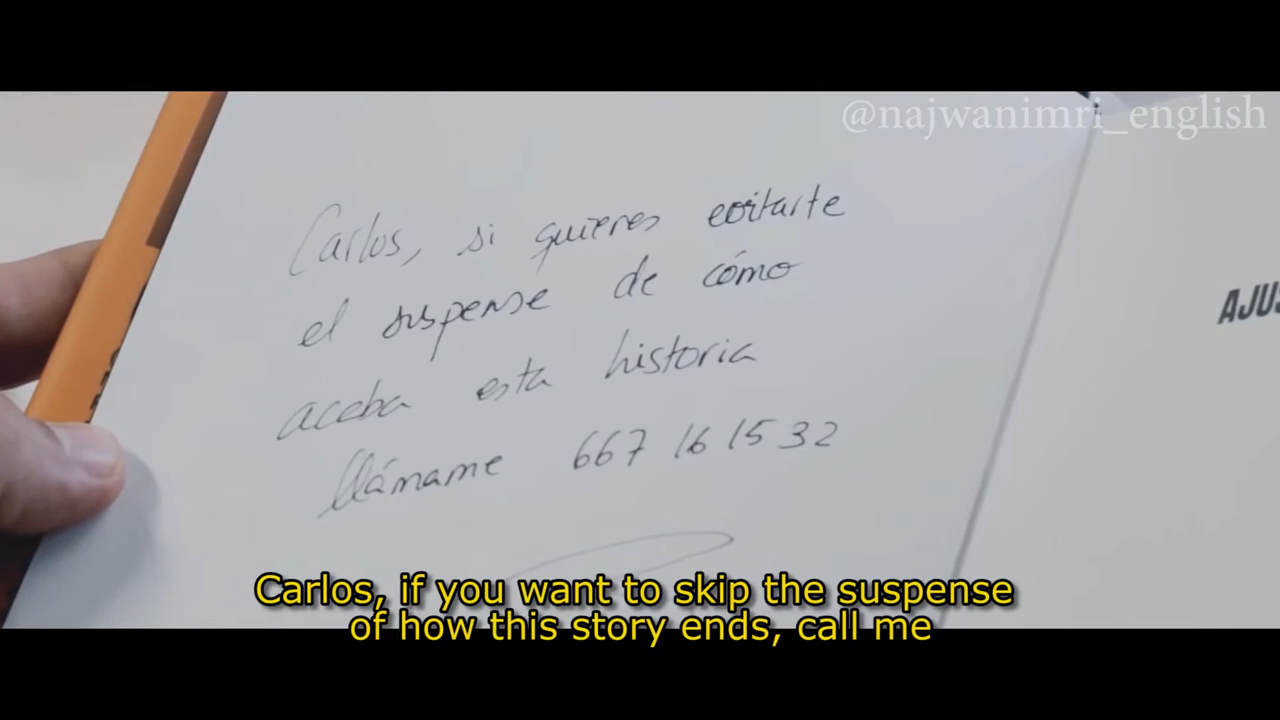 @najwanimri_english
Carlos, si quieres evitarte
el suspense de cómo
acaba esta historia
llámame 667 16 15 32
AJUS
Carlos, if you want to skip the suspense
of how this story ends, call me